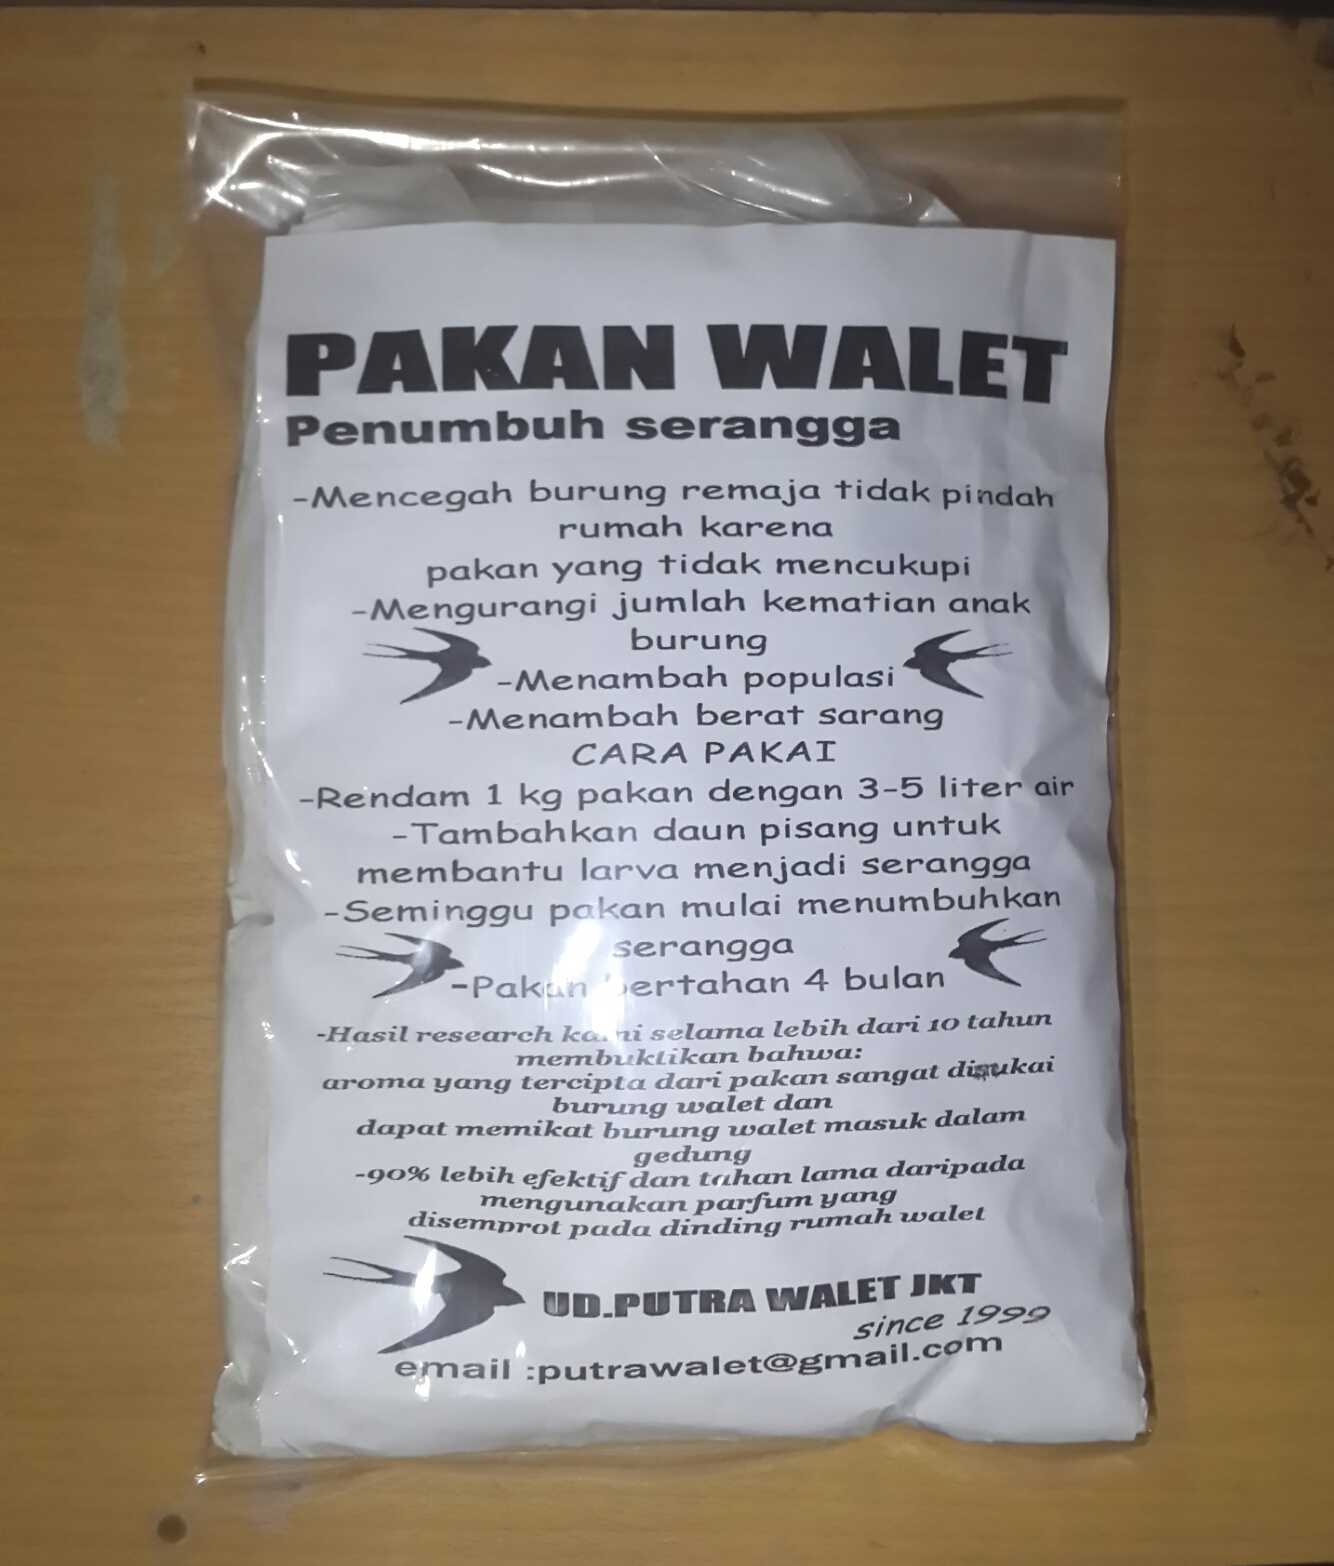 PAKAN WALET
Penumbuh serangga
-Mencegah burung remaja tidak pindah
rumah karena
pakan yang tidak mencukupi
-Mengurangi jumlah kematian anak
burung
-Menambah populasi
-Menambah berat sarang
CARA PAKAI
-Rendam 1 kg pakan dengan 3-5 liter air
-Tambahkan daun pisang untuk
membantu larva menjadi serangga
-Seminggu pakan mulai menumbuhkan
serangga
-Pakan bertahan 4 bulan
-Hasil research kami selama lebih dari 10 tahun
membuktikan bahwa:
aroma yang tercipta dari pakan sangat disukai
burung walet dan
dapat memikat burung walet masuk dalam
gedung
-90% lebih efektif dan tahan lama daripada
mengunakan parfum yang
disemprot pada dinding rumah walet
UD.PUTRA WALET JKT
since 1999
email :putrawalet@gmail.com